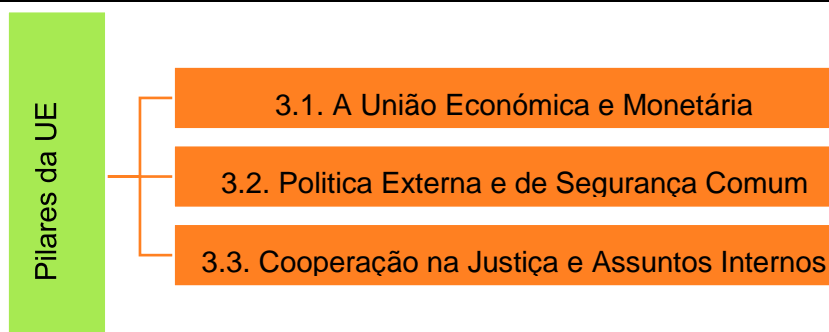 Pilares da UE
3.1. A União Económica e Monetária
3.2. Politica Externa e de Segurança Comum
3.3. Cooperação na Justiça e Assuntos Internos